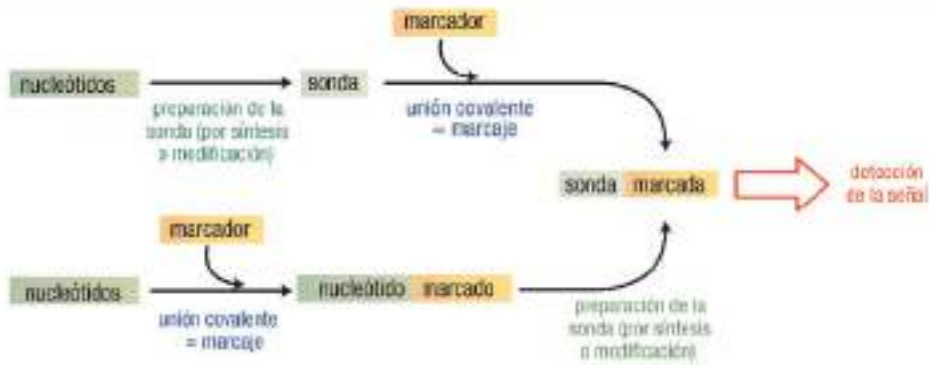 marcador
nucleóticos
sonda
preparación de la
sonda (por síntesis
o modificación)
unión covalente
= marcaje
sonda marcada
detección
de la señal
marcador
nucleótidos
nucleótido marcado
unión covalente
= marcaje
preparación de la
sonda (por síntesis
o modificación)